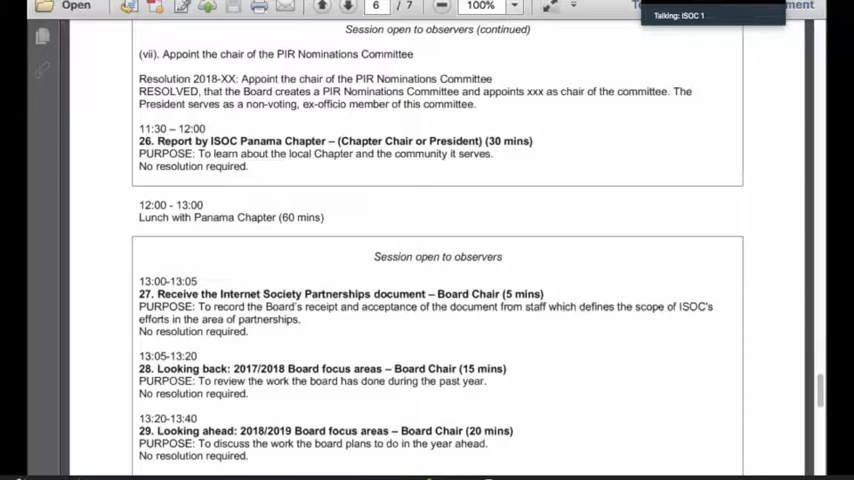 Open
6 / 7
100%
Talking: ISOC 1
ment
Session open to observers (continued)
(vii). Appoint the chair of the PIR Nominations Committee
Resolution 2018-XX: Appoint the chair of the PIR Nominations Committee
RESOLVED, that the Board creates a PIR Nominations Committee and appoints xxx as chair of the committee. The
President serves as a non-voting, ex-officio member of this committee.
11:30 – 12:00
26. Report by ISOC Panama Chapter – (Chapter Chair or President) (30 mins)
PURPOSE: To learn about the local Chapter and the community it serves.
No resolution required.
12:00 - 13:00
Lunch with Panama Chapter (60 mins)
Session open to observers
13:00-13:05
27. Receive the Internet Society Partnerships document – Board Chair (5 mins)
PURPOSE: To record the Board's receipt and acceptance of the document from staff which defines the scope of ISOC's
efforts in the area of partnerships.
No resolution required.
13:05-13:20
28. Looking back: 2017/2018 Board focus areas – Board Chair (15 mins)
PURPOSE: To review the work the board has done during the past year.
No resolution required.
13:20-13:40
29. Looking ahead: 2018/2019 Board focus areas – Board Chair (20 mins)
PURPOSE: To discuss the work the board plans to do in the year ahead.
No resolution required.